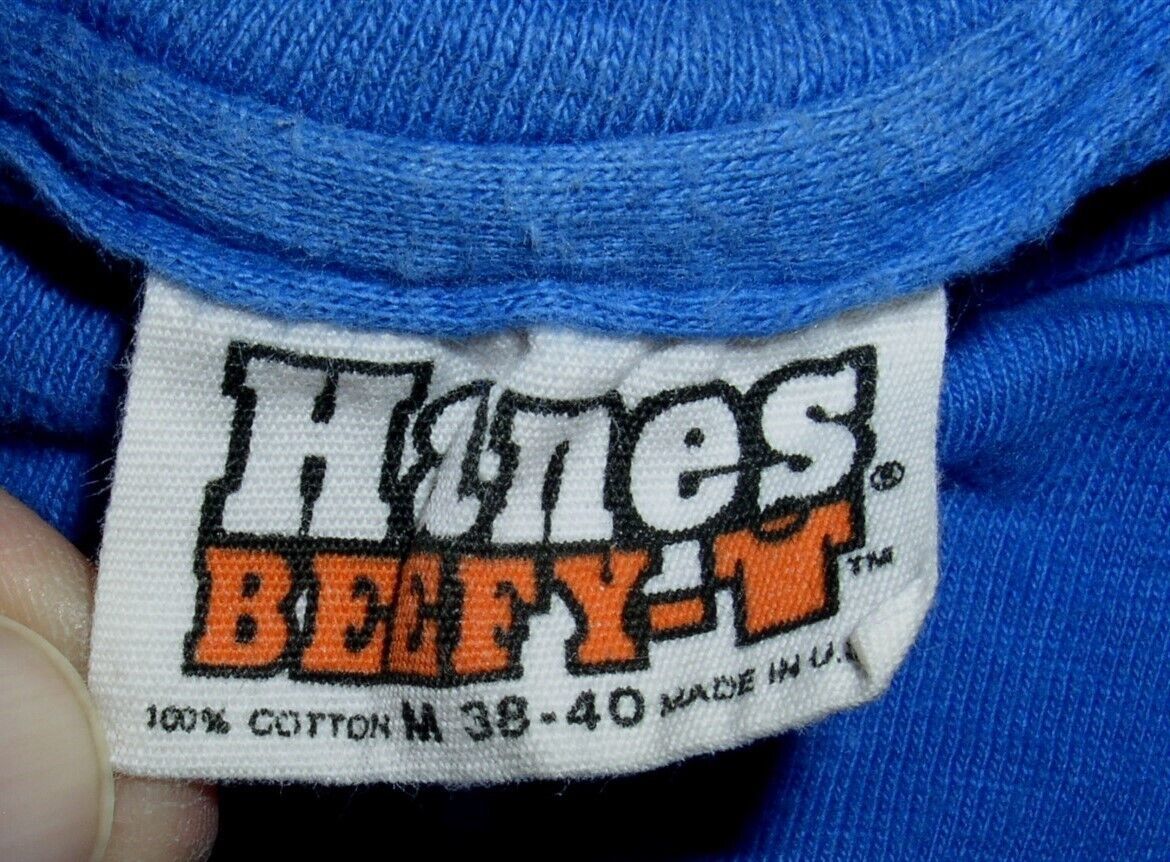 Hanes®
BEEFY-T™
100% COTTON M 38-40 MADE IN U.